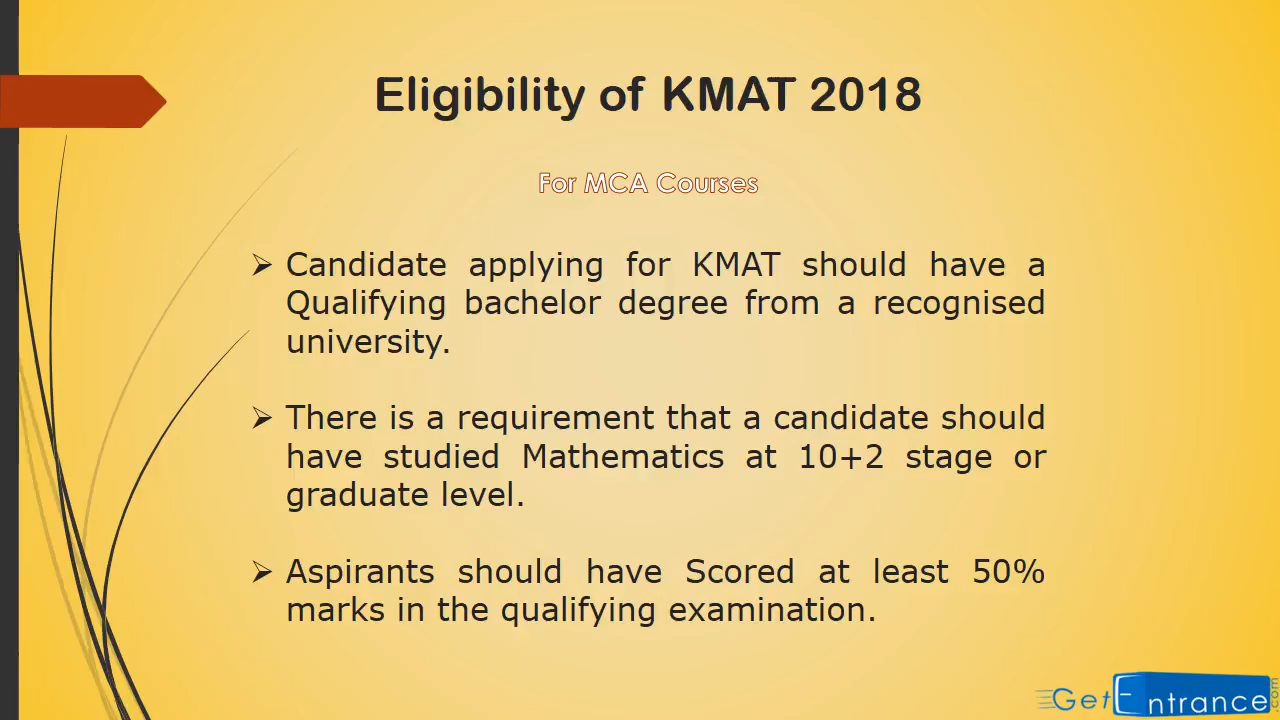 Eligibility of KMAT 2018
For MCA Courses
Candidate applying for KMAT should have a
Qualifying bachelor degree from a recognised
university.
There is a requirement that a candidate should
have studied Mathematics at 10+2 stage or
graduate level.
Aspirants should have Scored at least 50%
marks in the qualifying examination.
GetEntrance.com